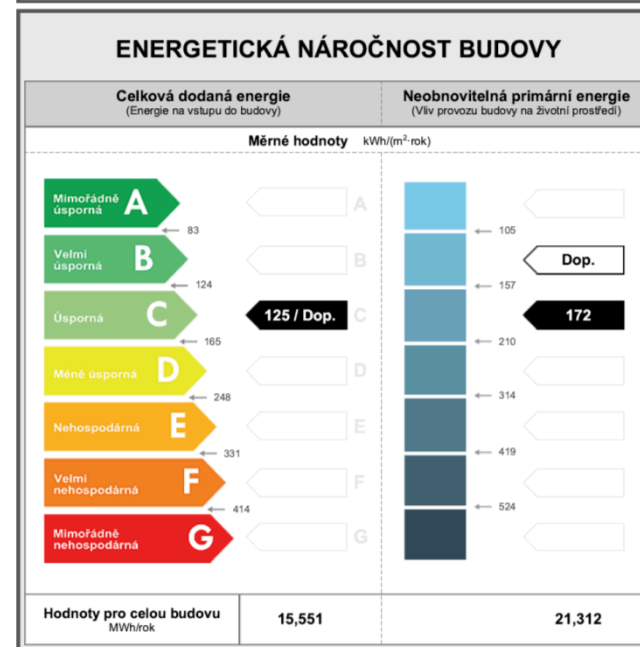 ENERGETICKÁ NÁROČNOST BUDOVY
Celková dodaná energie
(Energie na vstupu do budovy)
Neobnovitelná primární energie
(Vliv provozu budovy na životní prostředí)
Měrné hodnoty kWh/(m²·rok)
Mimořádně úsporná A
A
83
105
Velmi úsporná B
B
Dop.
124
157
Úsporná C
125 / Dop. C
172
165
210
Méně úsporná D
D
248
314
Nehospodárná E
E
331
419
Velmi nehospodárná F
F
414
524
Mimořádně nehospodárná G
G
Hodnoty pro celou budovu
MWh/rok
15,551
21,312